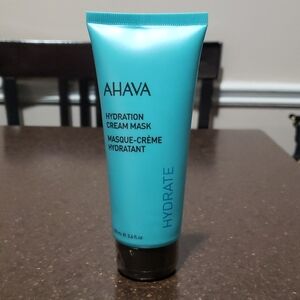 AHAVA
HYDRATION
CREAM MASK
MASQUE-CRÈME
HYDRATANT
HYDRATE